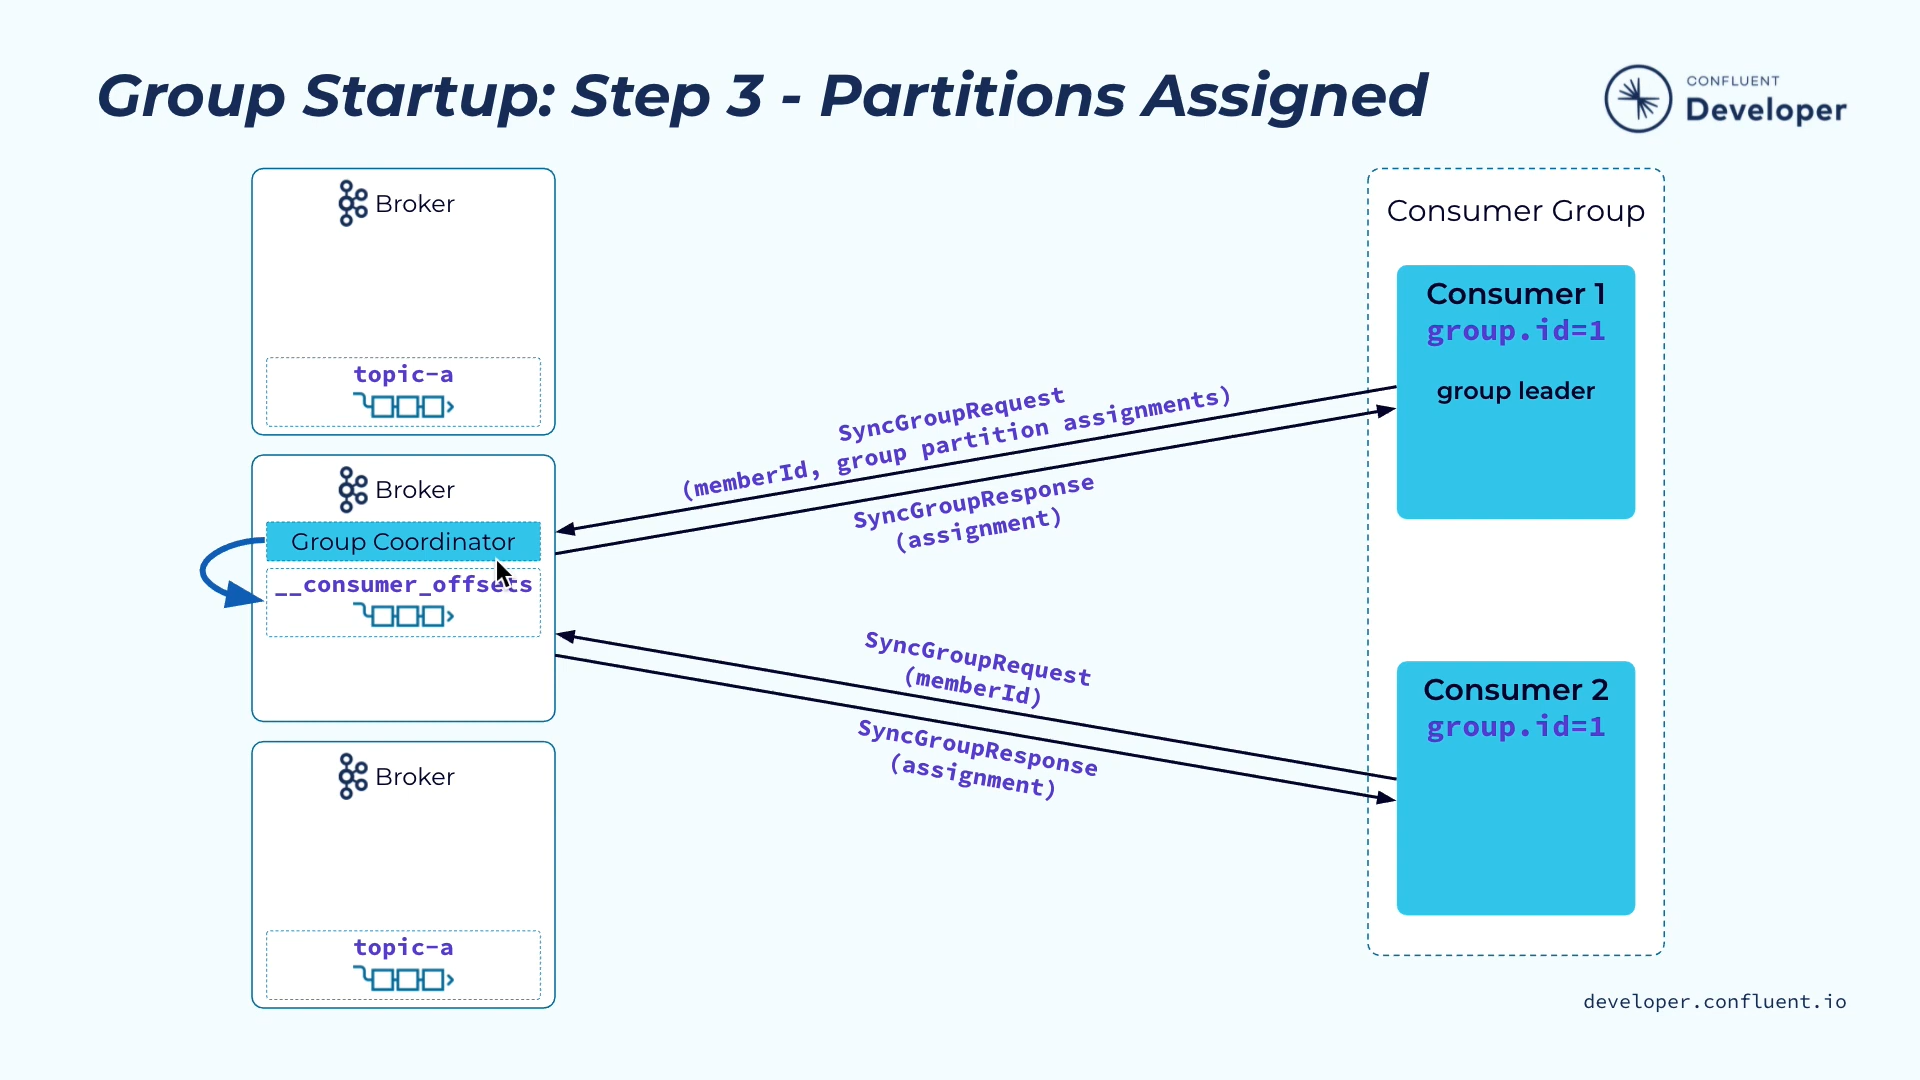 Group Startup: Step 3 - Partitions Assigned
CONFLUENT
Developer
Broker
topic-a
Broker
Group Coordinator
__consumer_offsets
Broker
topic-a
SyncGroupRequest
(memberId, group partition assignments)
SyncGroupResponse
(assignment)
SyncGroupRequest
(memberId)
SyncGroupResponse
(assignment)
Consumer Group
Consumer 1
group.id=1
group leader
Consumer 2
group.id=1
developer.confluent.io